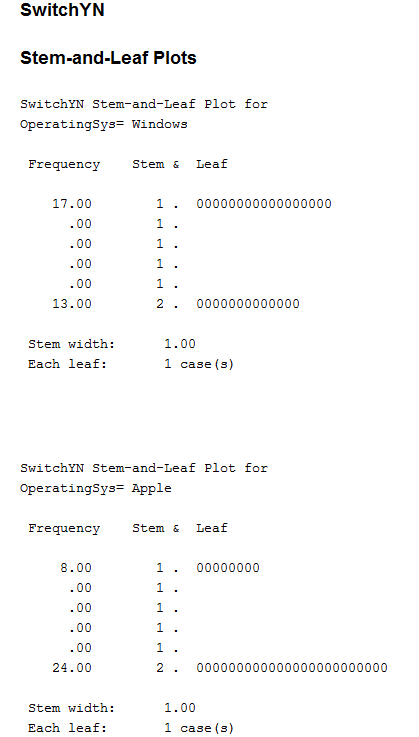 SwitchYN
Stem-and-Leaf Plots
SwitchYN Stem-and-Leaf Plot for
OperatingSys= Windows
Frequency    Stem &  Leaf
17.00        1 .  00000000000000000
.00        1 .
.00        1 .
.00        1 .
.00        1 .
13.00        2 .  0000000000000
Stem width:      1.00
Each leaf:       1 case(s)
SwitchYN Stem-and-Leaf Plot for
OperatingSys= Apple
Frequency    Stem &  Leaf
8.00        1 .  00000000
.00        1 .
.00        1 .
.00        1 .
.00        1 .
24.00        2 .  000000000000000000000000
Stem width:      1.00
Each leaf:       1 case(s)